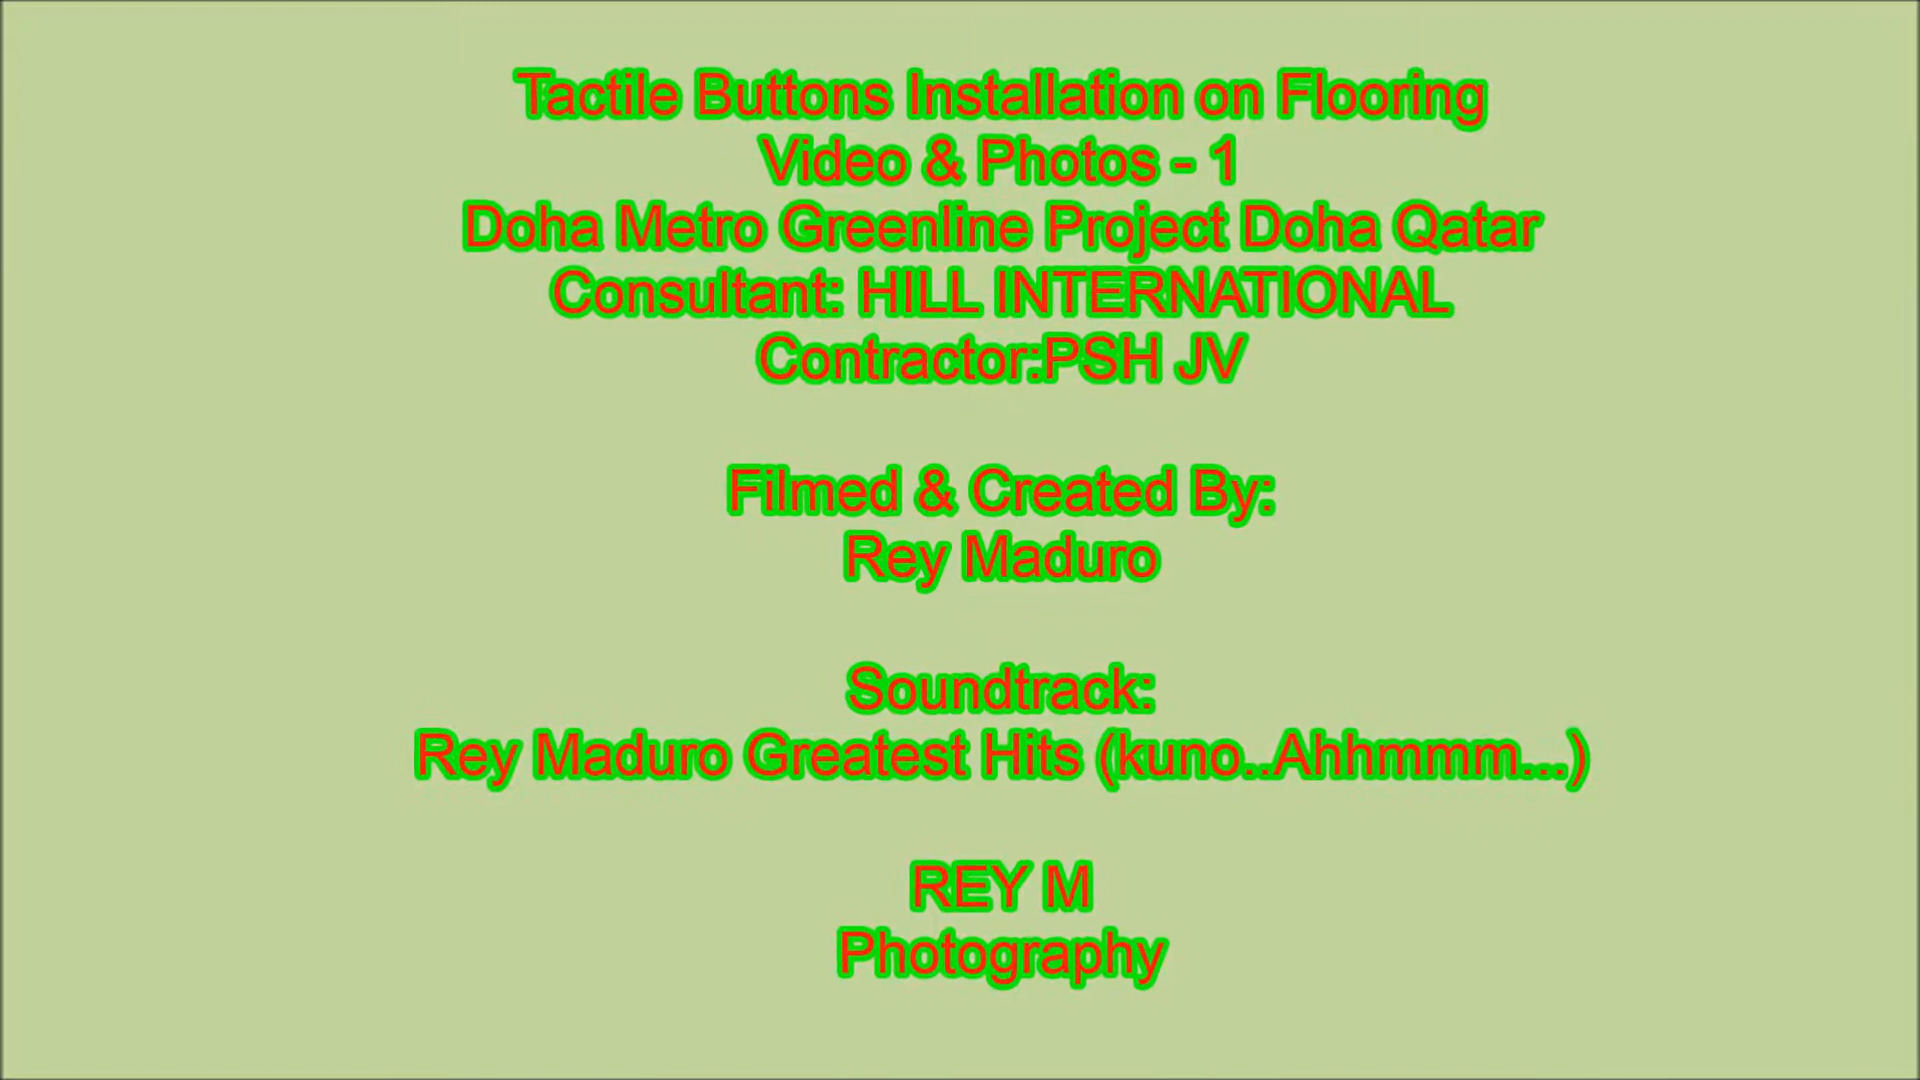 Tactile Buttons Installation on Flooring
Video & Photos - 1
Doha Metro Greenline Project Doha Qatar
Consultant: HILL INTERNATIONAL
Contractor:PSH JV
Filmed & Created By:
Rey Maduro
Soundtrack:
Rey Maduro Greatest Hits (kuno..Ahhmmm...)
REY M
Photography